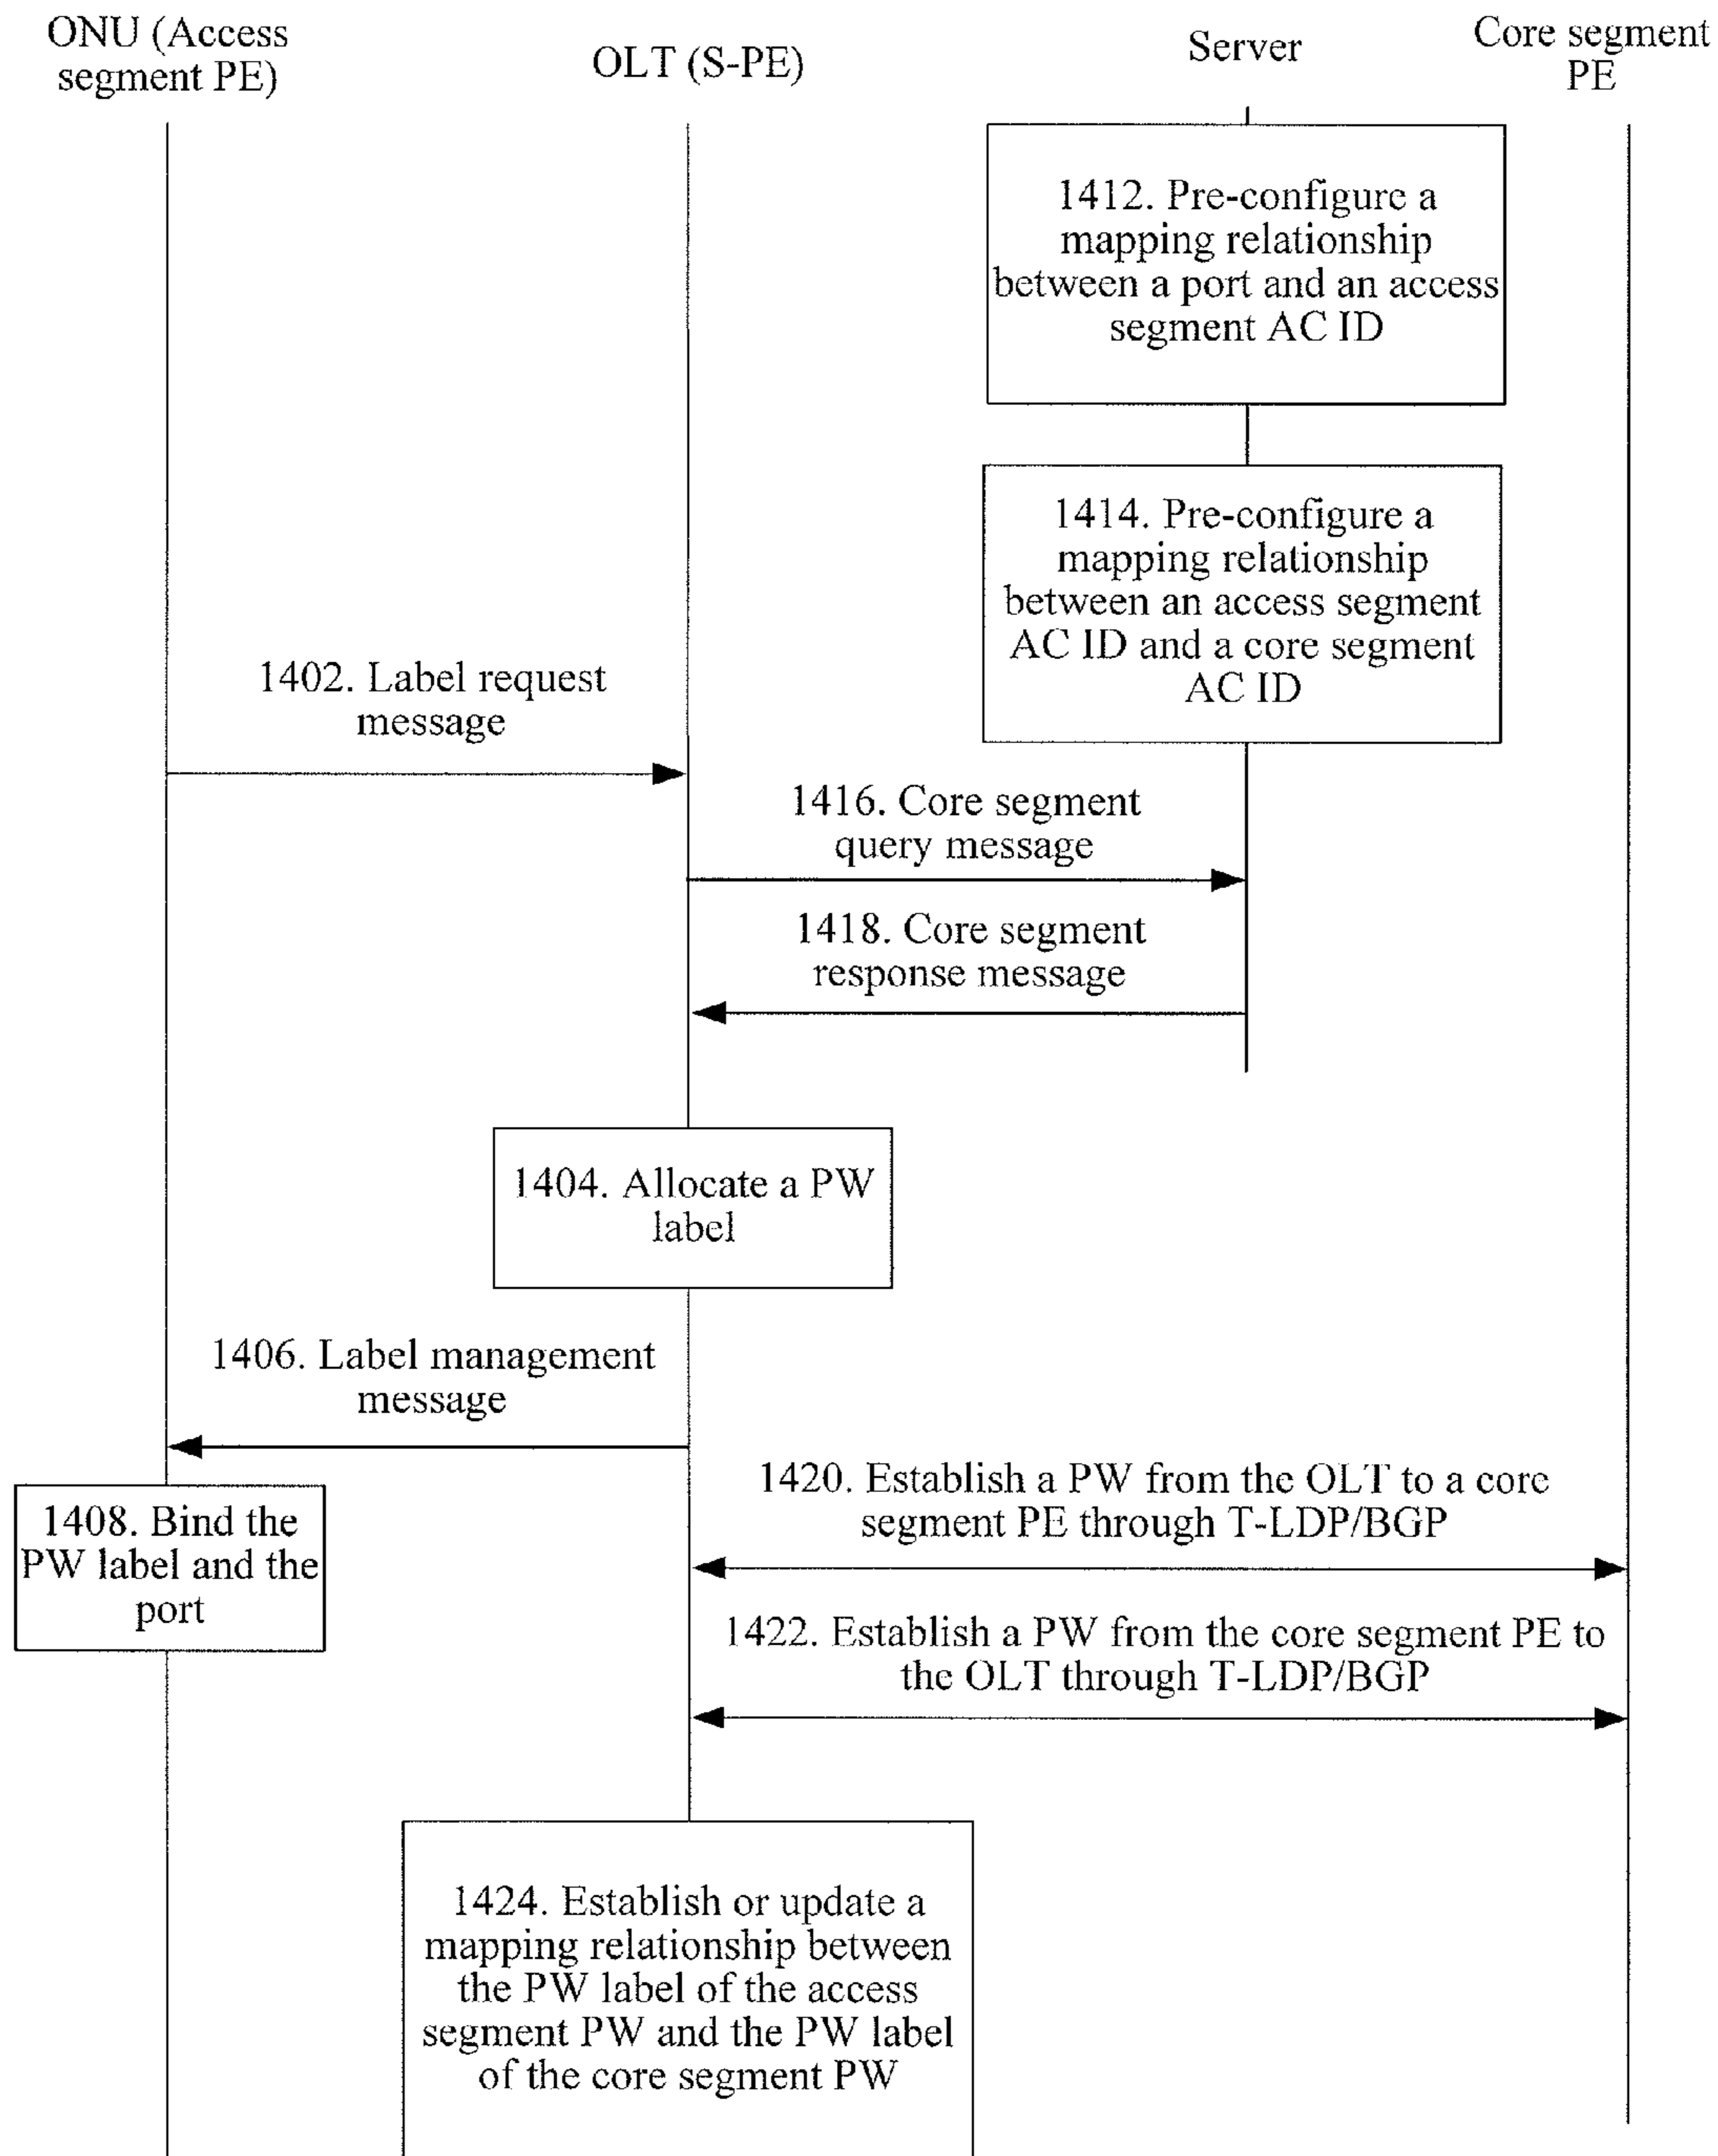 ONU (Access
segment PE)
OLT (S-PE)
Server
Core segment
PE
1412. Pre-configure a
mapping relationship
between a port and an access
segment AC ID
1414. Pre-configure a
mapping relationship
between an access segment
AC ID and a core segment
AC ID
1402. Label request
message
1416. Core segment
query message
1418. Core segment
response message
1404. Allocate a PW
label
1406. Label management
message
1408. Bind the
PW label and the
port
1420. Establish a PW from the OLT to a core
segment PE through T-LDP/BGP
1422. Establish a PW from the core segment PE to
the OLT through T-LDP/BGP
1424. Establish or update a
mapping relationship between
the PW label of the access
segment PW and the PW label
of the core segment PW